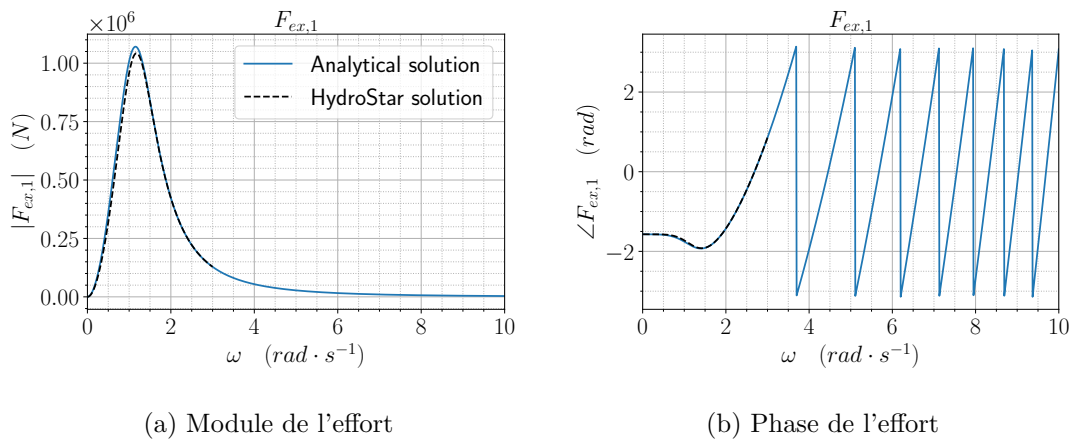 F_{ex,1}
×10^6
1.00
0.75
0.50
0.25
0.00
|F_{ex,1}| (N)
0 2 4 6 8 10
ω (rad · s^{−1})
Analytical solution
HydroStar solution
(a) Module de l'effort
F_{ex,1}
2
0
−2
∠F_{ex,1} (rad)
0 2 4 6 8 10
ω (rad · s^{−1})
(b) Phase de l'effort